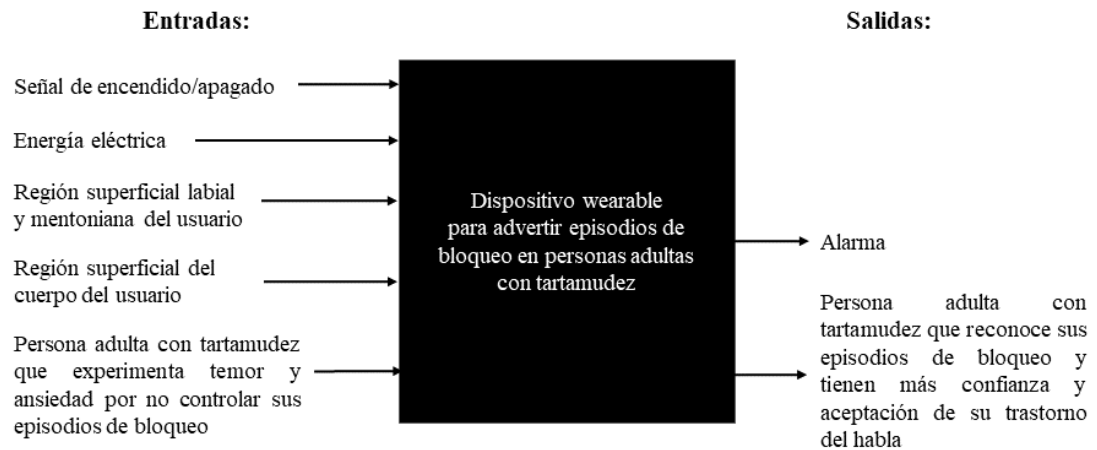 Entradas:
Señal de encendido/apagado
Energía eléctrica
Región superficial labial
y mentoniana del usuario
Región superficial del
cuerpo del usuario
Persona adulta con tartamudez
que experimenta temor y
ansiedad por no controlar sus
episodios de bloqueo
Dispositivo wearable
para advertir episodios de
bloqueo en personas adultas
con tartamudez
Salidas:
Alarma
Persona adulta con
tartamudez que reconoce sus
episodios de bloqueo y
tienen más confianza y
aceptación de su trastorno
del habla